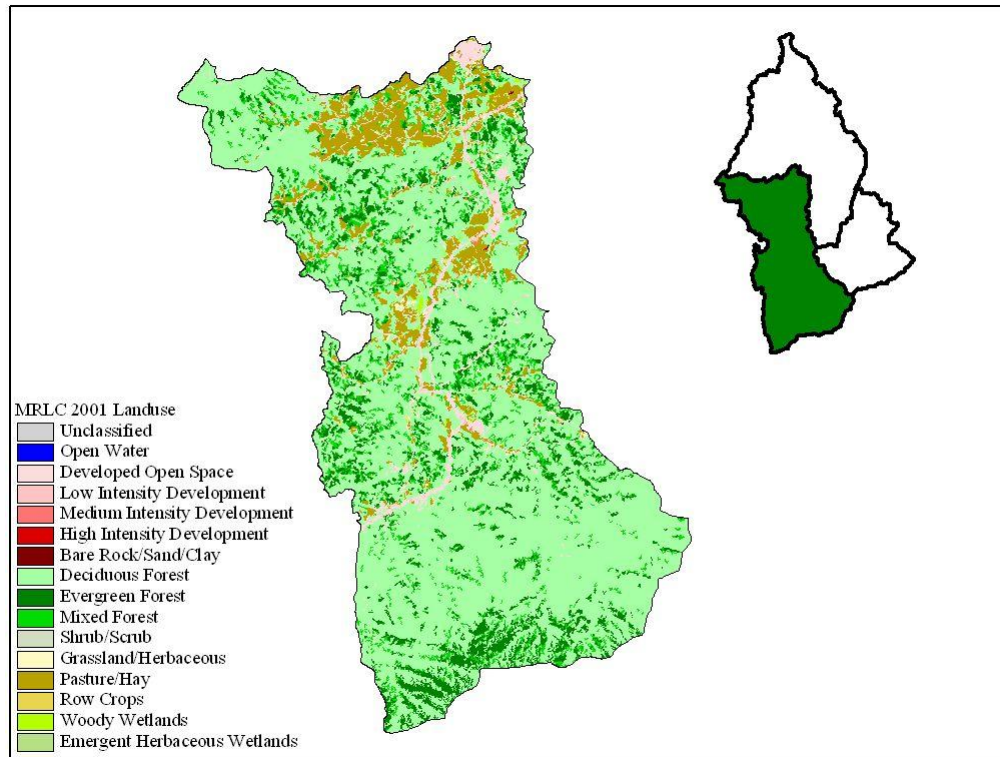 MRLC 2001 Landuse
Unclassified
Open Water
Developed Open Space
Low Intensity Development
Medium Intensity Development
High Intensity Development
Bare Rock/Sand/Clay
Deciduous Forest
Evergreen Forest
Mixed Forest
Shrub/Scrub
Grassland/Herbaceous
Pasture/Hay
Row Crops
Woody Wetlands
Emergent Herbaceous Wetlands